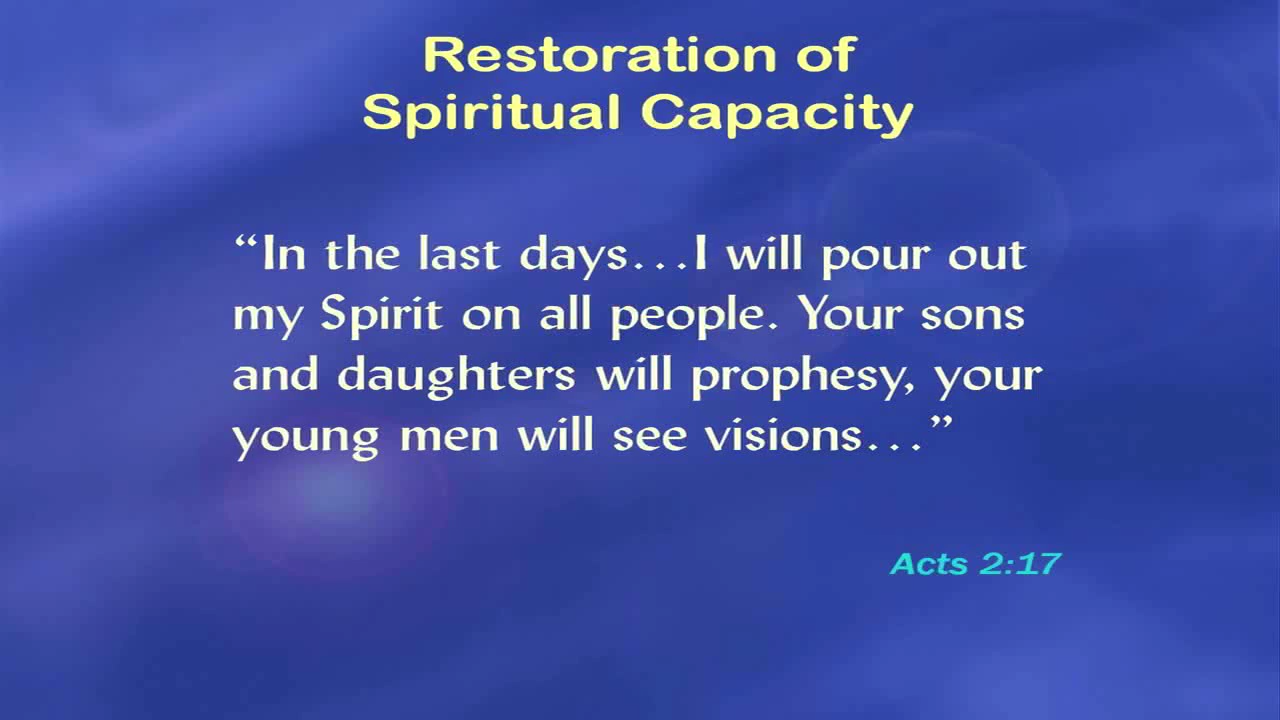 Restoration of
Spiritual Capacity
“In the last days...I will pour out
my Spirit on all people. Your sons
and daughters will prophesy, your
young men will see visions...”
Acts 2:17